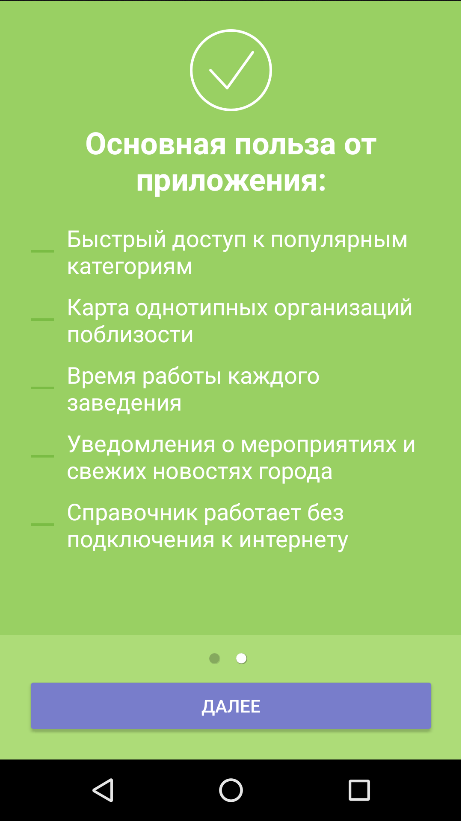 Основная польза от
приложения:
Быстрый доступ к популярным
категориям
Карта однотипных организаций
поблизости
Время работы каждого
заведения
Уведомления о мероприятиях и
свежих новостях города
Справочник работает без
подключения к интернету
ДАЛЕЕ